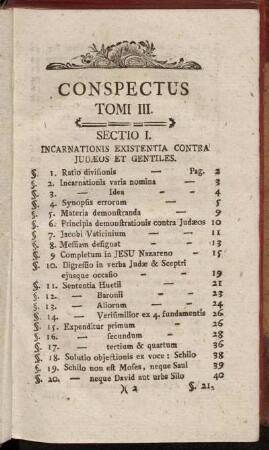 CONSPECTUS
TOMI III.
SECTIO I.
INCARNATIONIS EXISTENTIA CONTRA
JUDÆOS ET GENTILES.
§. 1. Ratio divisionis — Pag. 2
§. 2. Incarnationis varia nomina — - 3
§. 3. — Idea — - 4
§. 4. Synopsis errorum — - 5
§. 5. Materia demonstranda — 9
§. 6. Principia demonstrationis contra Judæos 10
§. 7. Jacobi Vaticinium — — 11
§. 8. Messiam designat — - 13
§. 9 Completum in JESU Nazareno - 15
§. 10. Digressio in verba Judæ & Sceptri
ejusque occasio - - 19
§. 11. Sententia Huetii — — 21
§. 12. — Baronii — - 23
§. 13. — Aliorum — - 24
§. 14. — Verisimilior ex 4. fundamentis 26
§. 15. Expenditur primum — - 26
§. 16. — secundum - 28
§. 17. — tertium & quartum 36
§. 18. Solutio objectionis ex voce: Schilo 38
§. 19. Schilo non est Moses, neque Saul 39
§. 20. — neque David aut urbs Silo 40
)( 2 §. 21.